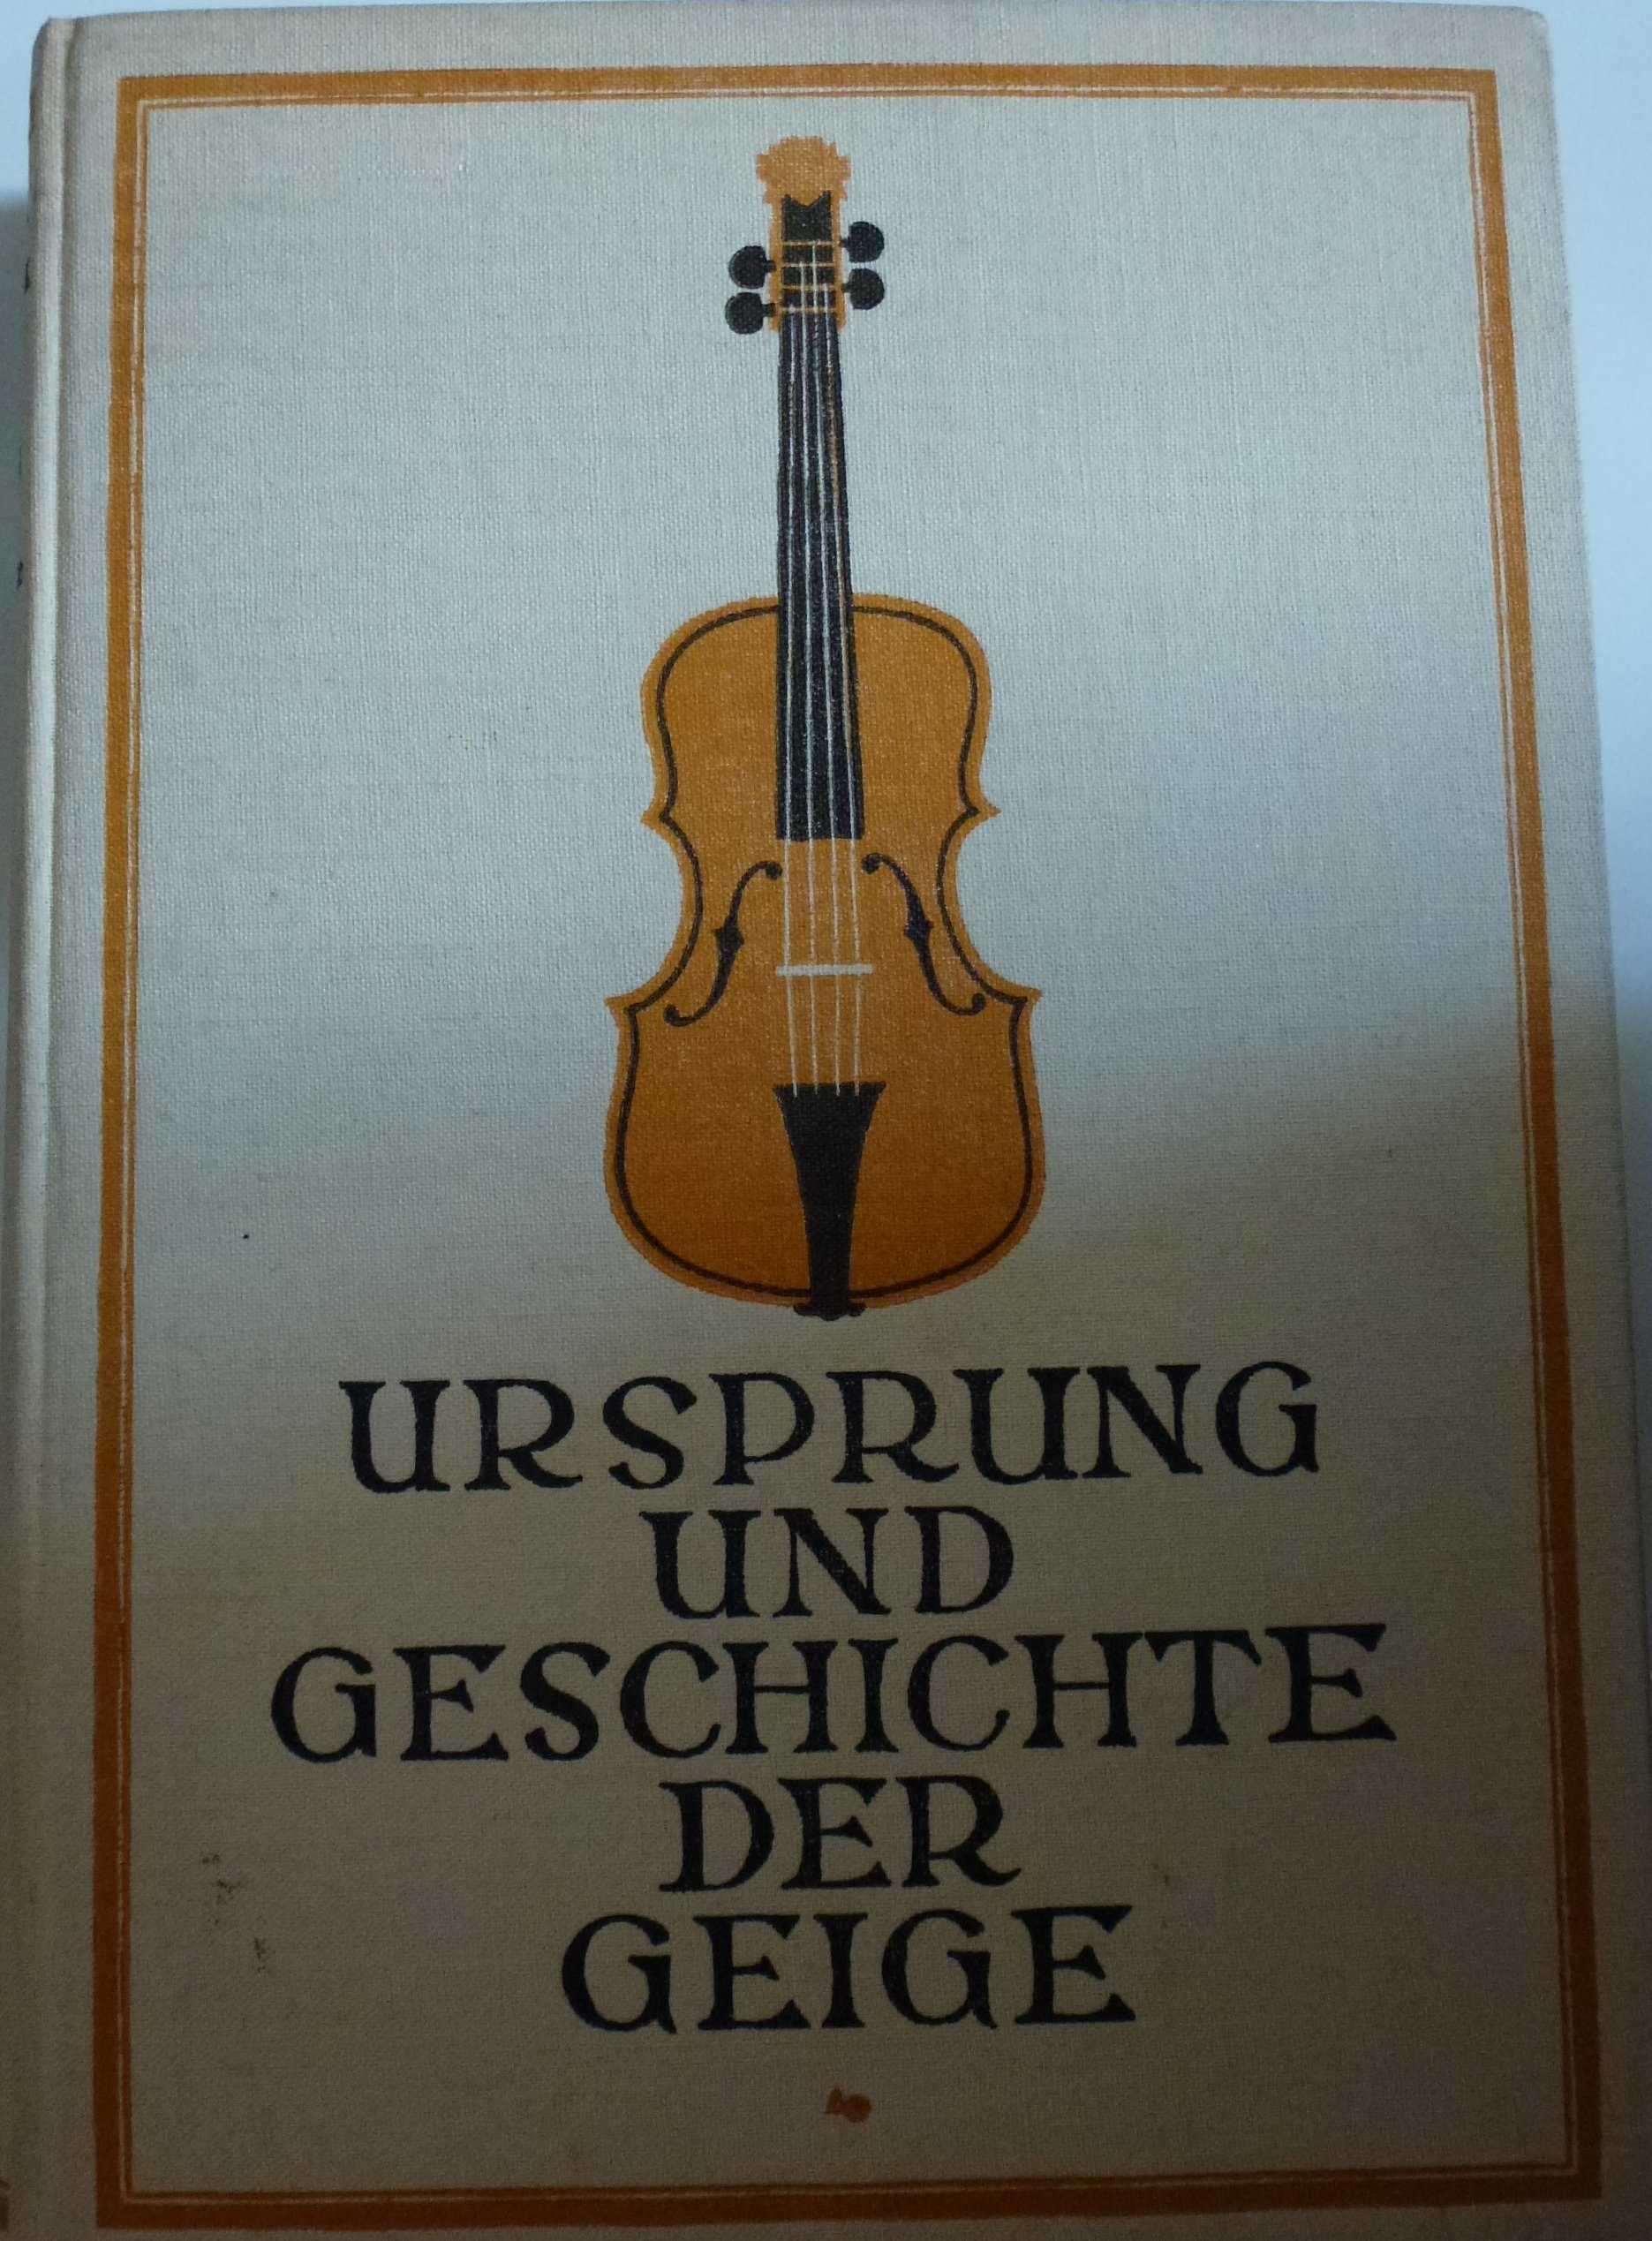 URSPRUNG
UND
GESCHICHTE
DER
GEIGE